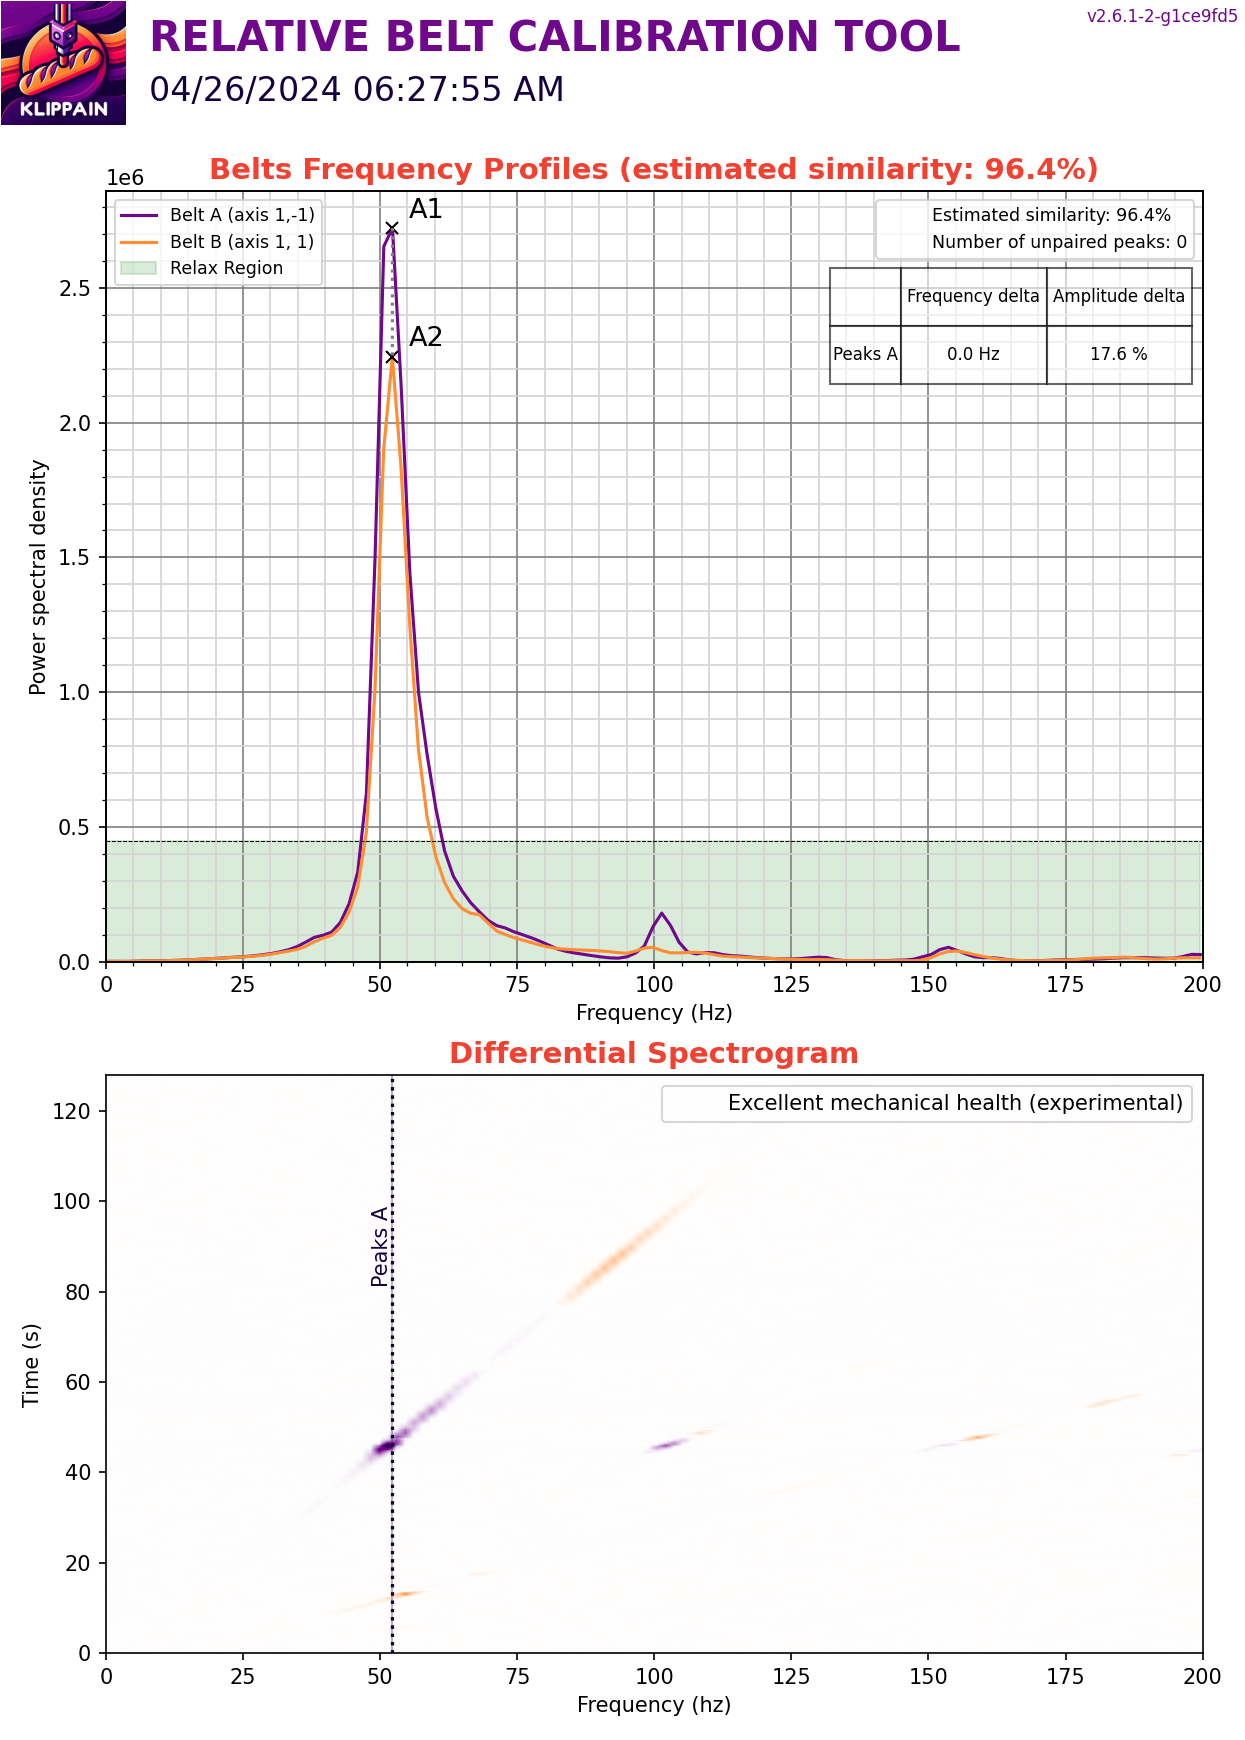 KLIPPAIN
RELATIVE BELT CALIBRATION TOOL
04/26/2024 06:27:55 AM
v2.6.1-2-g1ce9fd5
Belts Frequency Profiles (estimated similarity: 96.4%)
1e6
Belt A (axis 1,-1)
Belt B (axis 1, 1)
Relax Region
A1
A2
Estimated similarity: 96.4%
Number of unpaired peaks: 0
Frequency delta Amplitude delta
Peaks A 0.0 Hz 17.6 %
Power spectral density
2.5
2.0
1.5
1.0
0.5
0.0
0 25 50 75 100 125 150 175 200
Frequency (Hz)
Differential Spectrogram
Excellent mechanical health (experimental)
Peaks A
Time (s)
120
100
80
60
40
20
0
0 25 50 75 100 125 150 175 200
Frequency (hz)